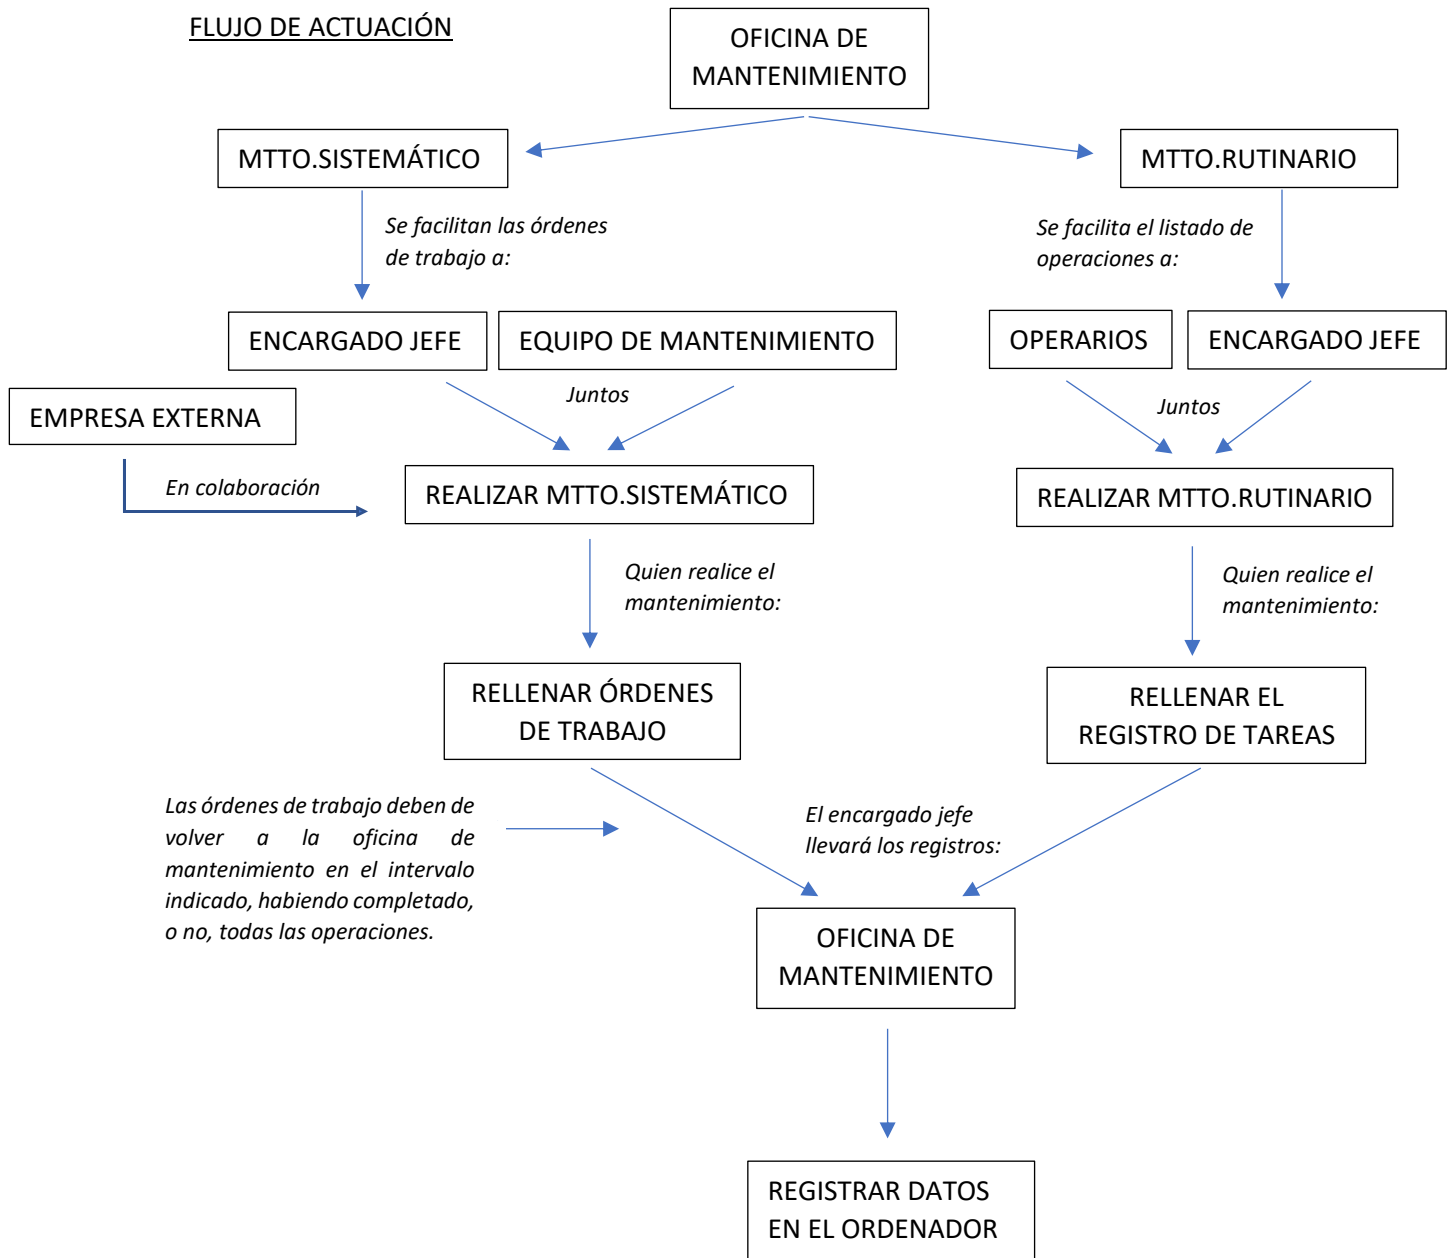 FLUJO DE ACTUACIÓN
OFICINA DE
MANTENIMIENTO
MTTO.SISTEMÁTICO
MTTO.RUTINARIO
Se facilitan las órdenes
de trabajo a:
Se facilita el listado de
operaciones a:
ENCARGADO JEFE
EQUIPO DE MANTENIMIENTO
OPERARIOS
ENCARGADO JEFE
EMPRESA EXTERNA
Juntos
Juntos
En colaboración
REALIZAR MTTO.SISTEMÁTICO
REALIZAR MTTO.RUTINARIO
Quien realice el
mantenimiento:
Quien realice el
mantenimiento:
RELLENAR ÓRDENES
DE TRABAJO
RELLENAR EL
REGISTRO DE TAREAS
Las órdenes de trabajo deben de
volver a la oficina de
mantenimiento en el intervalo
indicado, habiendo completado,
o no, todas las operaciones.
El encargado jefe
llevará los registros:
OFICINA DE
MANTENIMIENTO
REGISTRAR DATOS
EN EL ORDENADOR